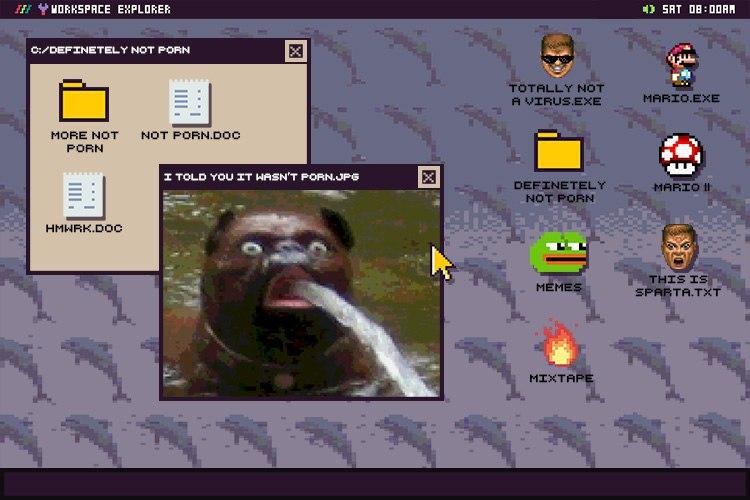 WORKSPACE EXPLORER
SAT 08:00AM
C:/DEFINETELY NOT PORN
MORE NOT
PORN
NOT PORN.DOC
HMWRK.DOC
I TOLD YOU IT WASN'T PORN.JPG
TOTALLY NOT
A VIRUS.EXE
MARIO.EXE
DEFINETELY
NOT PORN
MARIO II
MEMES
THIS IS
SPARTA.TXT
MIXTAPE